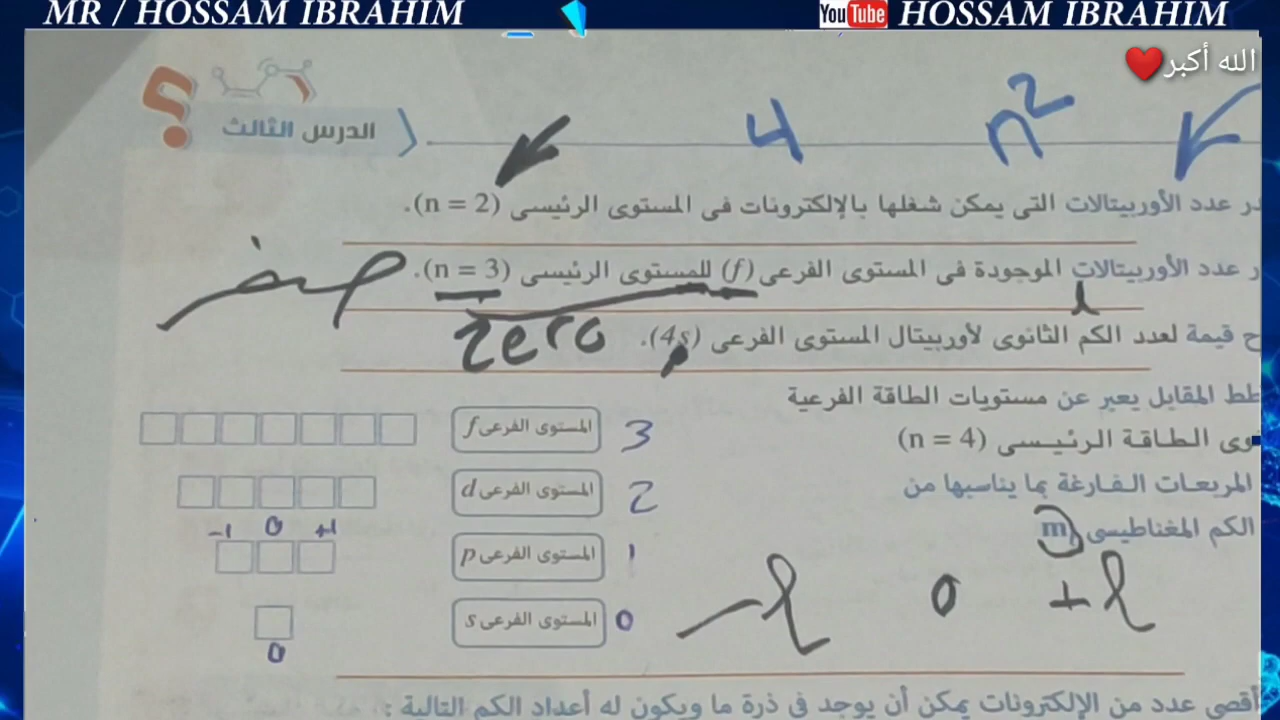 MR / HOSSAM IBRAHIM
YouTube HOSSAM IBRAHIM
الله أكبر
الدرس الثالث
4 n²
عدد الأوربيتالات التى يمكن شغلها بالإلكترونات فى المستوى الرئيسى (n = 2).
عدد الأوربيتالات الموجودة فى المستوى الفرعى (f) للمستوى الرئيسى (n = 3).
صفر
قيمة لعدد الكم الثانوى لأوربيتال المستوى الفرعى (4s).
zero
المقابل يعبر عن مستويات الطاقة الفرعية
الطاقة الرئيسى (n = 4)
المربعات الفارغة بما يناسبها من
الكم المغناطيسى m
3 المستوى الفرعى f
2 المستوى الفرعى d
1 المستوى الفرعى p
-1 0 +1
0 المستوى الفرعى s
0
-l 0 +l
أقصى عدد من الإلكترونات يمكن أن يوجد فى ذرة ما ويكون له أعداد الكم التالية :